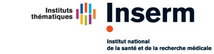 Instituts
thématiques
Inserm
Institut national
de la santé et de la recherche médicale